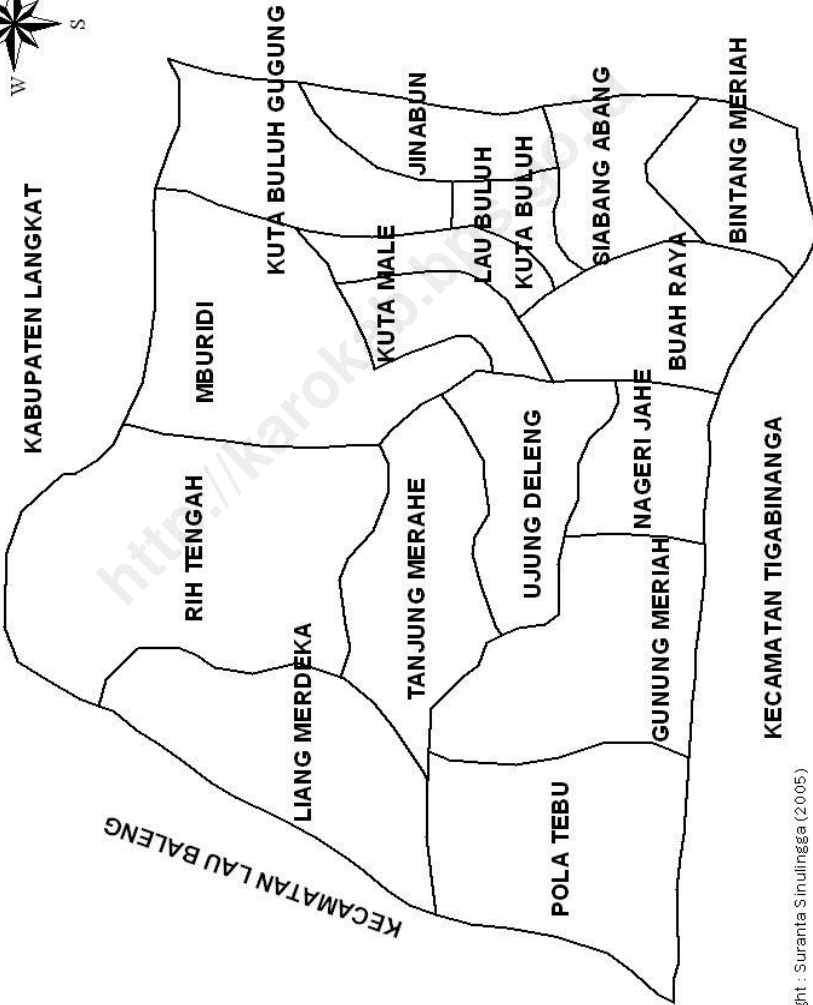 W
S
KABUPATEN LANGKAT
KUTA BULUH GUGUNG
JINABUN
MBURIDI
KUTA MALE
LAU BULUH
KUTA BULUH
SIABANG ABANG
BINTANG MERIAH
BUAH RAYA
RIH TENGAH
TANJUNG MERAHE
UJUNG DELENG
NAGERI JAHE
LIANG MERDEKA
GUNUNG MERIAH
POLA TEBU
KECAMATAN LAU BALENG
KECAMATAN TIGABINANGA
ght : Suranta Sinulingga (2005)
http://karokab.bps.go.id